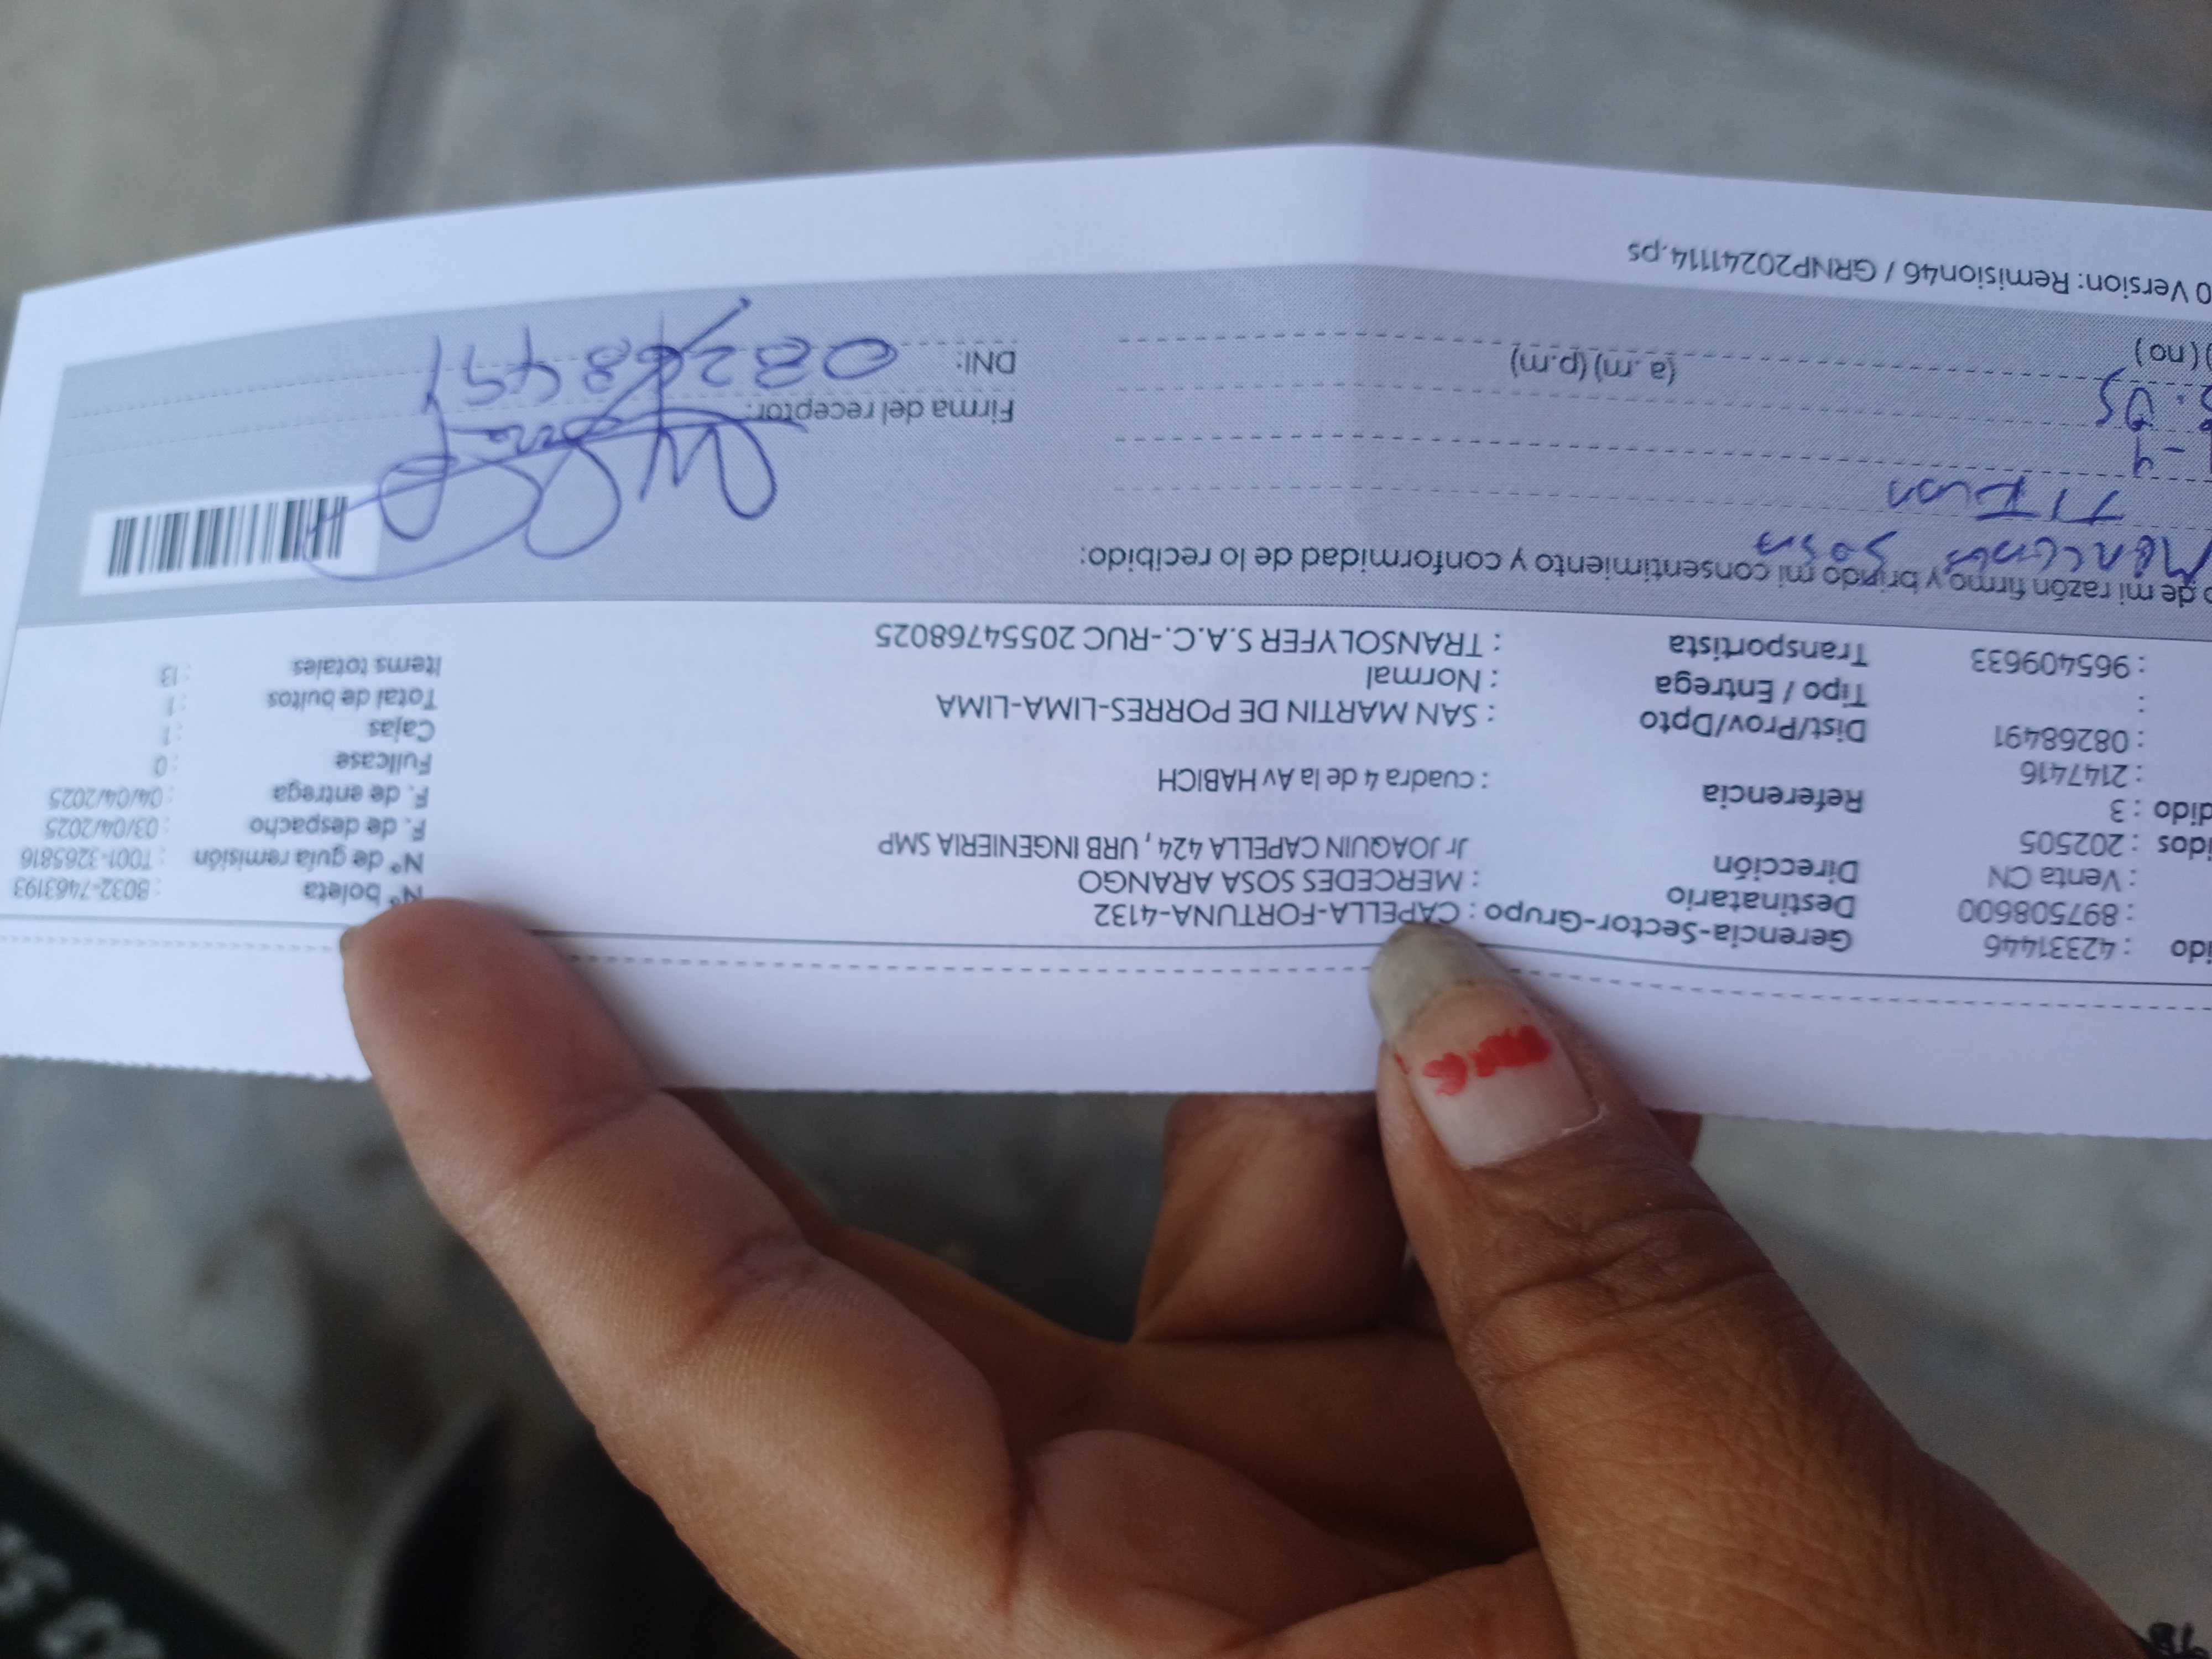 ido : 42331446 Gerencia-Sector-Grupo : CAPELLA-FORTUNA-4132 N° boleta : B032-7463193
: 897508600 Destinatario : MERCEDES SOSA ARANGO N° de guía remisión : T001-3265816
: Venta CN Dirección Jr JOAQUIN CAPELLA 424 , URB INGENIERIA SMP F. de despacho : 03/04/2025
idos : 202505 F. de entrega : 04/04/2025
dido : 3 Referencia : cuadra 4 de la Av HABICH Fullcase : 0
: 2147416 Cajas : 1
: 08268491 Dist/Prov/Dpto : SAN MARTIN DE PORRES-LIMA-LIMA Total de bultos : 1
: Tipo / Entrega : Normal Items totales : 13
: 965409633 Transportista : TRANSOLYFER S.A.C.-RUC 20554768025
o de mi razón firmo y brindo mi consentimiento y conformidad de lo recibido:
Sosa
TITULAR
-4
. 05
Firma del receptor:
)(no) (a. m) (p.m) DNI: 08268491
0 Version: Remision46 / GRNP20241114.ps